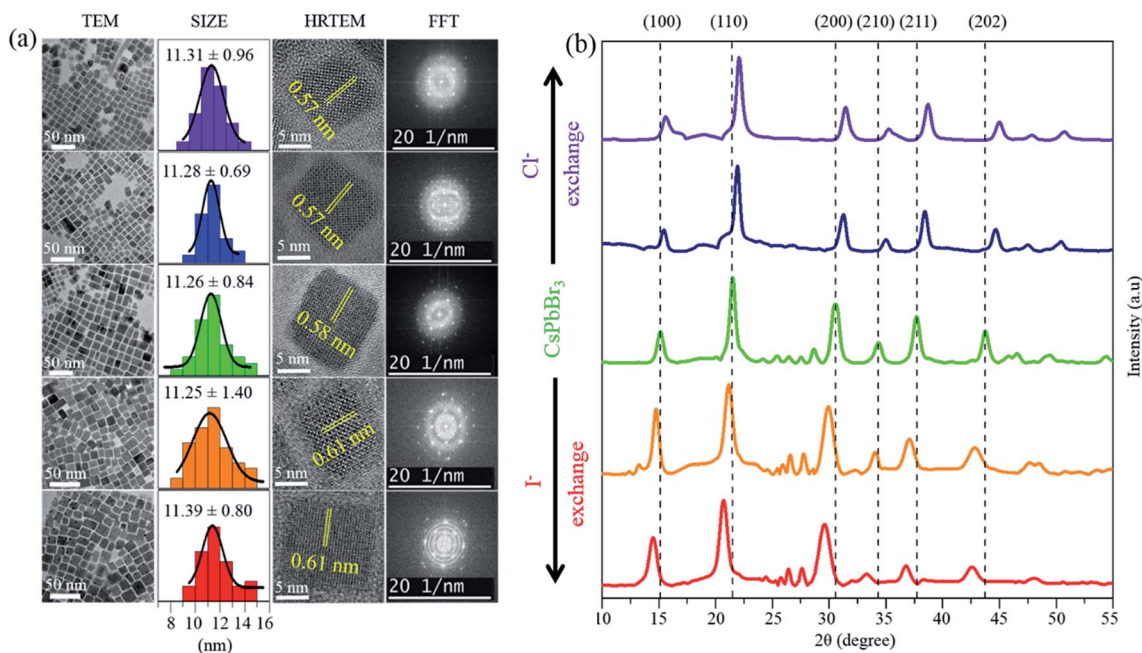 TEM SIZE HRTEM FFT
(a)
11.31 ± 0.96
50 nm
0.57 nm
5 nm
20 1/nm
11.28 ± 0.69
50 nm
0.57 nm
5 nm
20 1/nm
11.26 ± 0.84
50 nm
0.58 nm
5 nm
20 1/nm
11.25 ± 1.40
50 nm
0.61 nm
5 nm
20 1/nm
11.39 ± 0.80
50 nm
0.61 nm
5 nm
20 1/nm
8 10 12 14 16
(nm)
(b)
(100) (110) (200) (210) (211) (202)
Cl-
exchange
CsPbBr3
I-
exchange
Intensity (a.u)
10 15 20 25 30 35 40 45 50 55
2θ (degree)